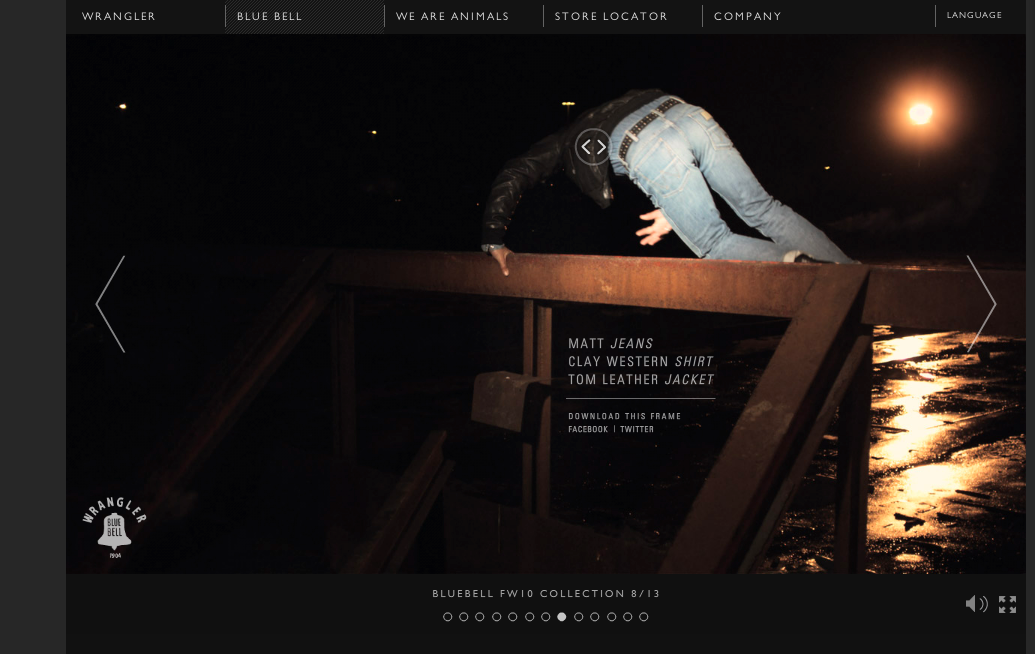 WRANGLER
BLUE BELL
WE ARE ANIMALS
STORE LOCATOR
COMPANY
LANGUAGE
MATT JEANS
CLAY WESTERN SHIRT
TOM LEATHER JACKET
DOWNLOAD THIS FRAME
FACEBOOK | TWITTER
WRANGLER
BLUE
BELL
1904
BLUEBELL FW10 COLLECTION 8/13